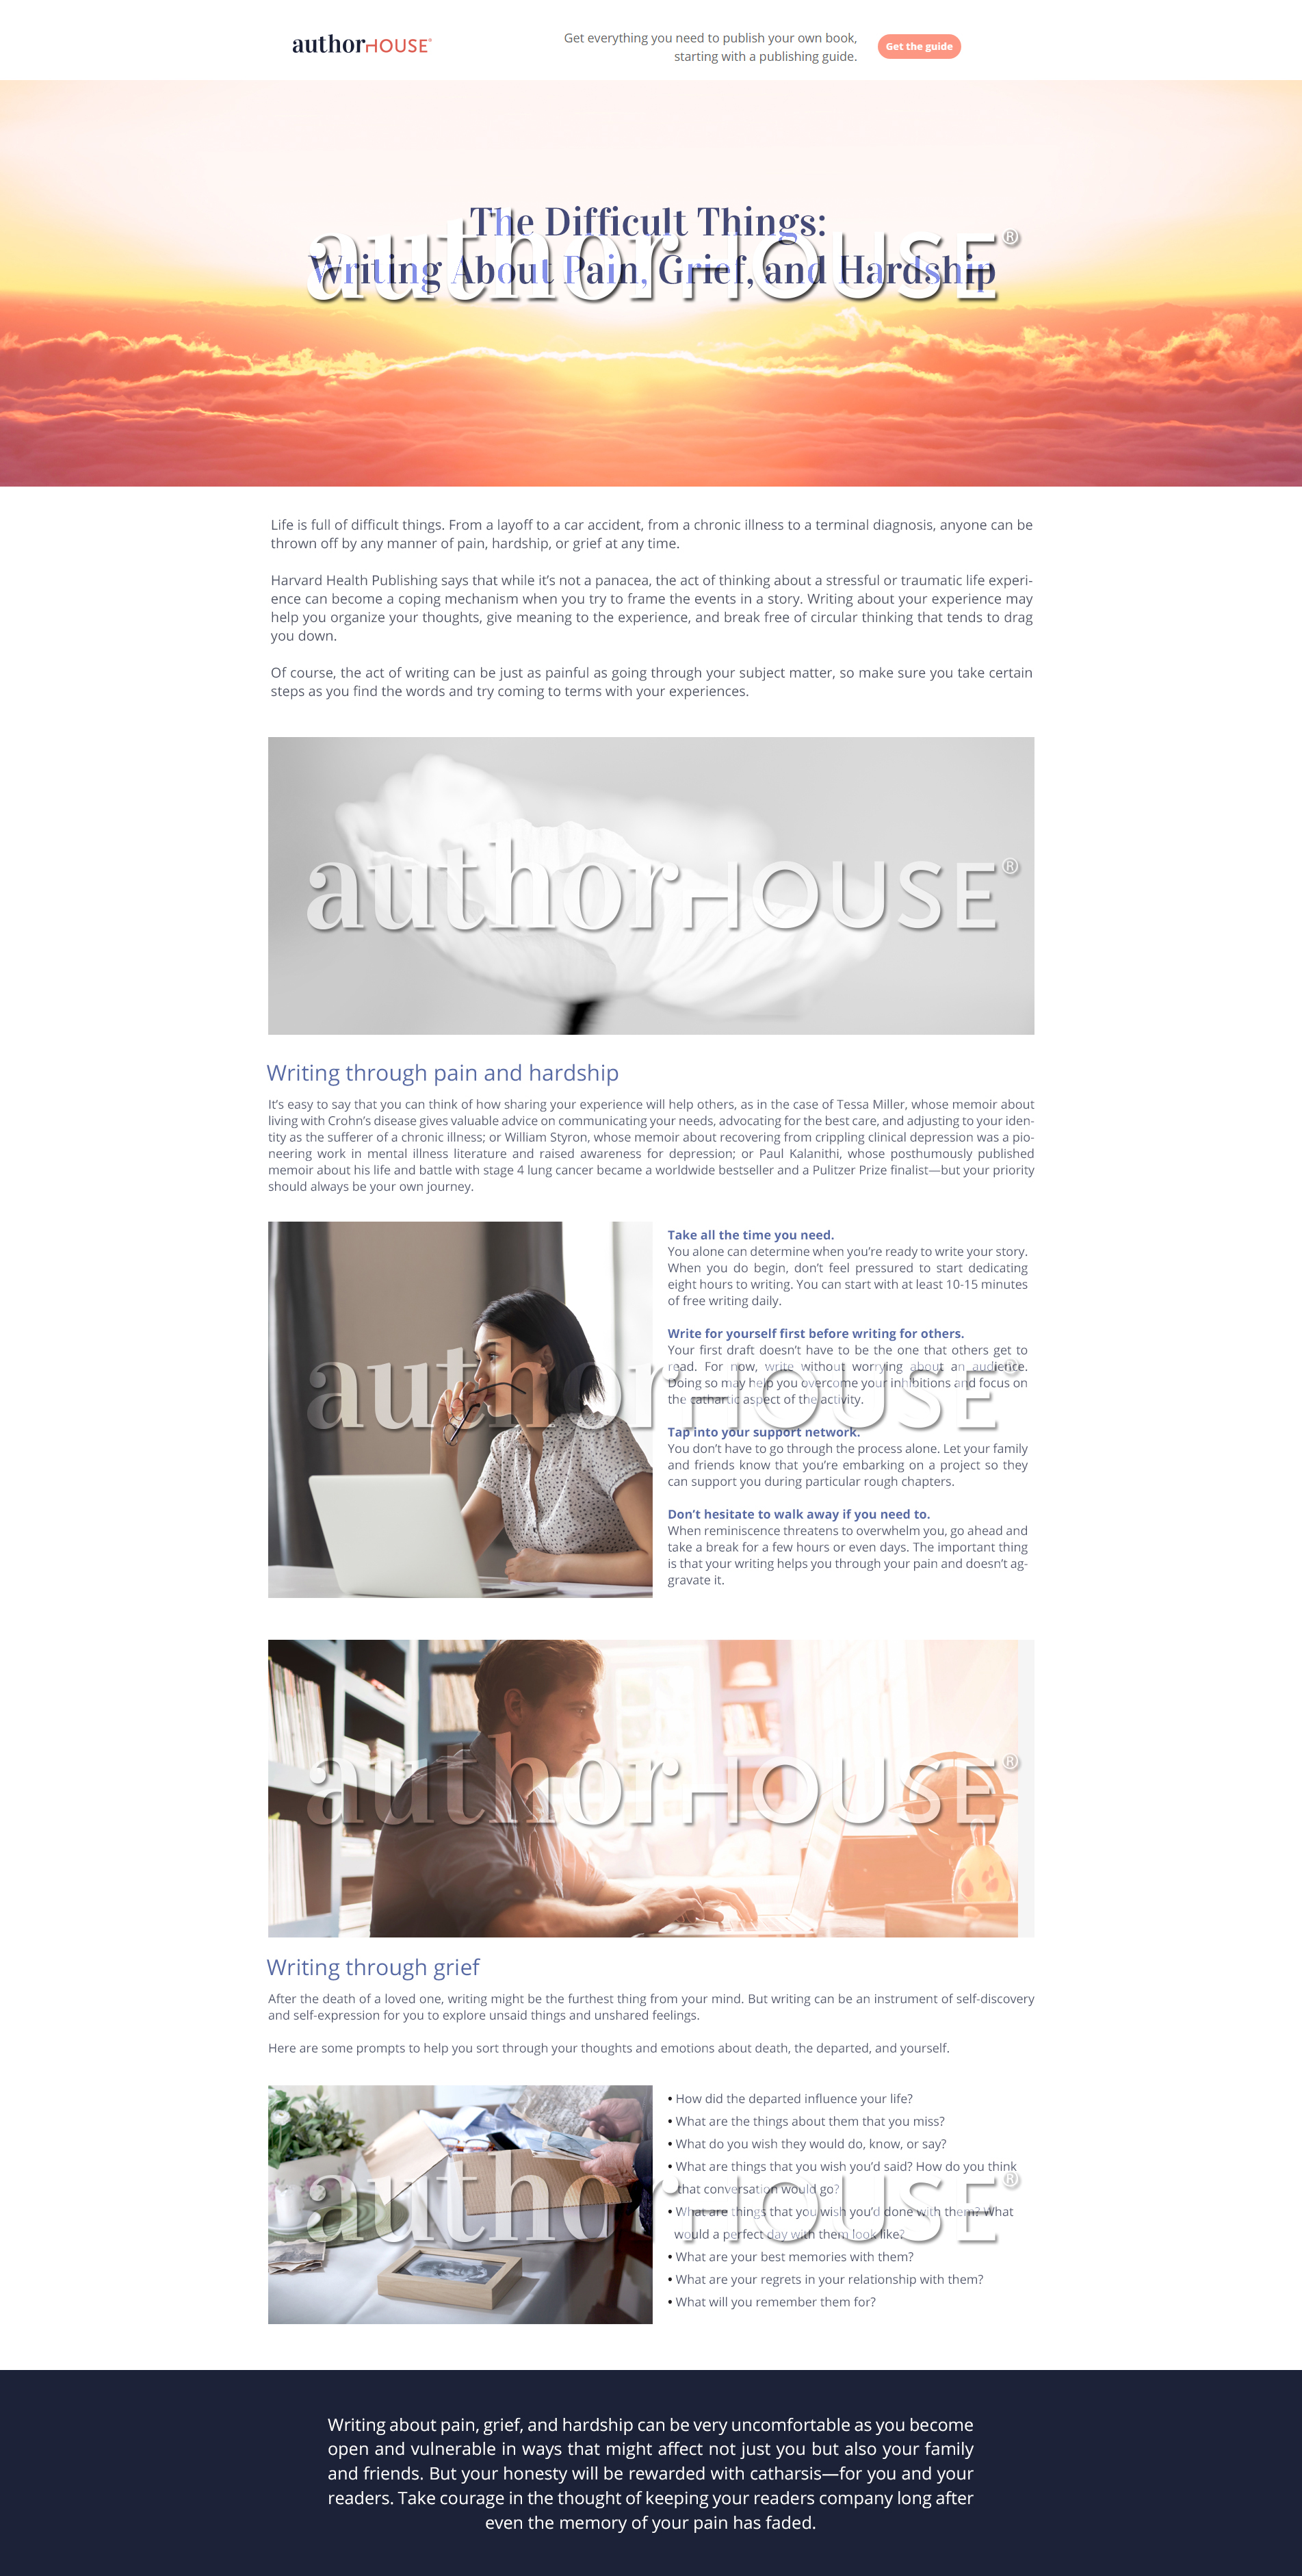 authorHOUSE®
Get everything you need to publish your own book,
starting with a publishing guide.
Get the guide
The Difficult Things:
Writing About Pain, Grief, and Hardship
authorHOUSE®
Life is full of difficult things. From a layoff to a car accident, from a chronic illness to a terminal diagnosis, anyone can be
thrown off by any manner of pain, hardship, or grief at any time.
Harvard Health Publishing says that while it's not a panacea, the act of thinking about a stressful or traumatic life experi-
ence can become a coping mechanism when you try to frame the events in a story. Writing about your experience may
help you organize your thoughts, give meaning to the experience, and break free of circular thinking that tends to drag
you down.
Of course, the act of writing can be just as painful as going through your subject matter, so make sure you take certain
steps as you find the words and try coming to terms with your experiences.
authorHOUSE®
Writing through pain and hardship
It's easy to say that you can think of how sharing your experience will help others, as in the case of Tessa Miller, whose memoir about
living with Crohn's disease gives valuable advice on communicating your needs, advocating for the best care, and adjusting to your iden-
tity as the sufferer of a chronic illness; or William Styron, whose memoir about recovering from crippling clinical depression was a pio-
neering work in mental illness literature and raised awareness for depression; or Paul Kalanithi, whose posthumously published
memoir about his life and battle with stage 4 lung cancer became a worldwide bestseller and a Pulitzer Prize finalist—but your priority
should always be your own journey.
Take all the time you need.
You alone can determine when you're ready to write your story.
When you do begin, don't feel pressured to start dedicating
eight hours to writing. You can start with at least 10-15 minutes
of free writing daily.
Write for yourself first before writing for others.
Your first draft doesn't have to be the one that others get to
read. For now, write without worrying about an audience.
Doing so may help you overcome your inhibitions and focus on
the cathartic aspect of the activity.
authorHOUSE®
Tap into your support network.
You don't have to go through the process alone. Let your family
and friends know that you're embarking on a project so they
can support you during particular rough chapters.
Don't hesitate to walk away if you need to.
When reminiscence threatens to overwhelm you, go ahead and
take a break for a few hours or even days. The important thing
is that your writing helps you through your pain and doesn't ag-
gravate it.
authorHOUSE®
Writing through grief
After the death of a loved one, writing might be the furthest thing from your mind. But writing can be an instrument of self-discovery
and self-expression for you to explore unsaid things and unshared feelings.
Here are some prompts to help you sort through your thoughts and emotions about death, the departed, and yourself.
• How did the departed influence your life?
• What are the things about them that you miss?
• What do you wish they would do, know, or say?
• What are things that you wish you'd said? How do you think
that conversation would go?
• What are things that you wish you'd done with them? What
would a perfect day with them look like?
authorHOUSE®
• What are your best memories with them?
• What are your regrets in your relationship with them?
• What will you remember them for?
Writing about pain, grief, and hardship can be very uncomfortable as you become
open and vulnerable in ways that might affect not just you but also your family
and friends. But your honesty will be rewarded with catharsis—for you and your
readers. Take courage in the thought of keeping your readers company long after
even the memory of your pain has faded.